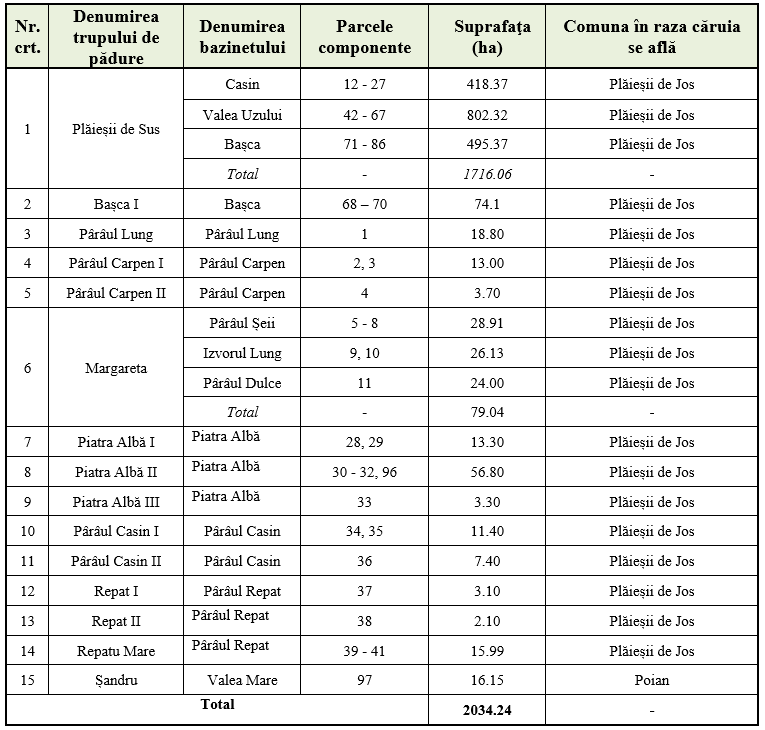 Nr. crt. Denumirea trupului de pădure Denumirea bazinetului Parcele componente Suprafaţa (ha) Comuna în raza căruia se află
1 Plăieșii de Sus Casin 12 - 27 418.37 Plăieșii de Jos
Valea Uzului 42 - 67 802.32 Plăieșii de Jos
Bașca 71 - 86 495.37 Plăieșii de Jos
Total - 1716.06 -
2 Bașca I Bașca 68 – 70 74.1 Plăieșii de Jos
3 Pârâul Lung Pârâul Lung 1 18.80 Plăieșii de Jos
4 Pârâul Carpen I Pârâul Carpen 2, 3 13.00 Plăieșii de Jos
5 Pârâul Carpen II Pârâul Carpen 4 3.70 Plăieșii de Jos
6 Margareta Pârâul Șeii 5 - 8 28.91 Plăieșii de Jos
Izvorul Lung 9, 10 26.13 Plăieșii de Jos
Pârâul Dulce 11 24.00 Plăieșii de Jos
Total - 79.04 -
7 Piatra Albă I Piatra Albă 28, 29 13.30 Plăieșii de Jos
8 Piatra Albă II Piatra Albă 30 - 32, 96 56.80 Plăieșii de Jos
9 Piatra Albă III Piatra Albă 33 3.30 Plăieșii de Jos
10 Pârâul Casin I Pârâul Casin 34, 35 11.40 Plăieșii de Jos
11 Pârâul Casin II Pârâul Casin 36 7.40 Plăieșii de Jos
12 Repat I Pârâul Repat 37 3.10 Plăieșii de Jos
13 Repat II Pârâul Repat 38 2.10 Plăieșii de Jos
14 Repatu Mare Pârâul Repat 39 - 41 15.99 Plăieșii de Jos
15 Șandru Valea Mare 97 16.15 Poian
Total 2034.24 -